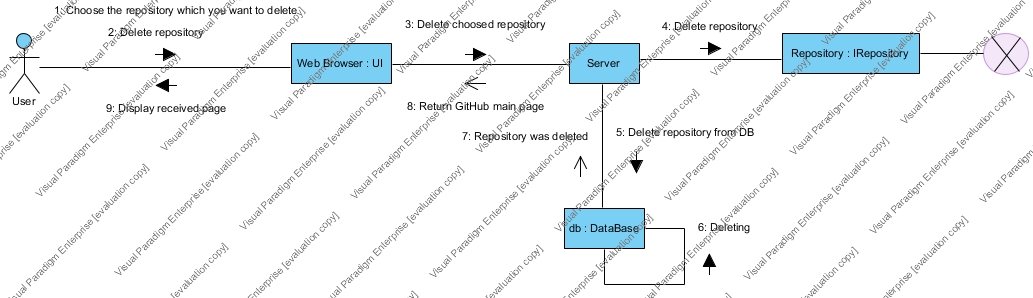 1: Choose the repository which you want to delete
2: Delete repository
3: Delete choosed repository
4: Delete repository
User
Web Browser : UI
Server
Repository : IRepository
9: Display received page
8: Return GitHub main page
7: Repository was deleted
5: Delete repository from DB
db : DataBase
6: Deleting
Visual Paradigm Enterprise [evaluation copy]